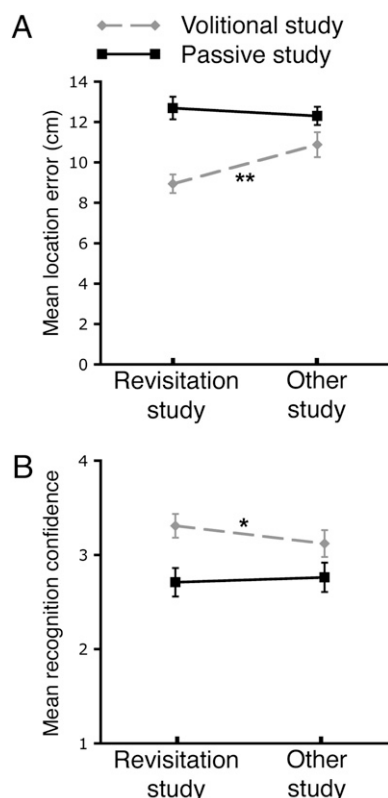 A
Volitional study
Passive study
Mean location error (cm)
14
12
10
8
6
4
2
0
**
Revisitation
study
Other
study
B
Mean recognition confidence
4
3
2
1
*
Revisitation
study
Other
study